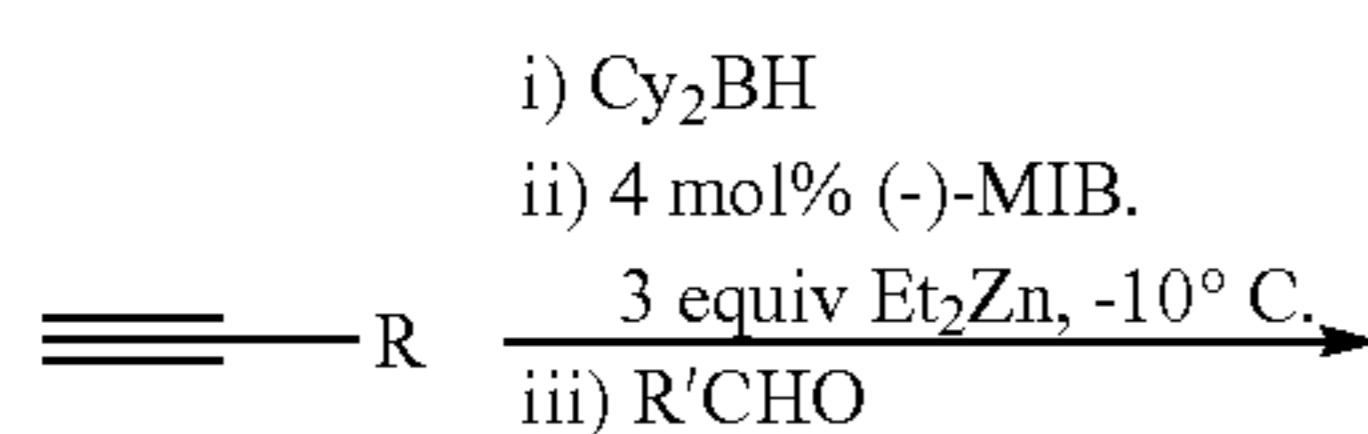 i) Cy₂BH
ii) 4 mol% (-)-MIB.
3 equiv Et₂Zn, -10° C.
R
iii) R′CHO